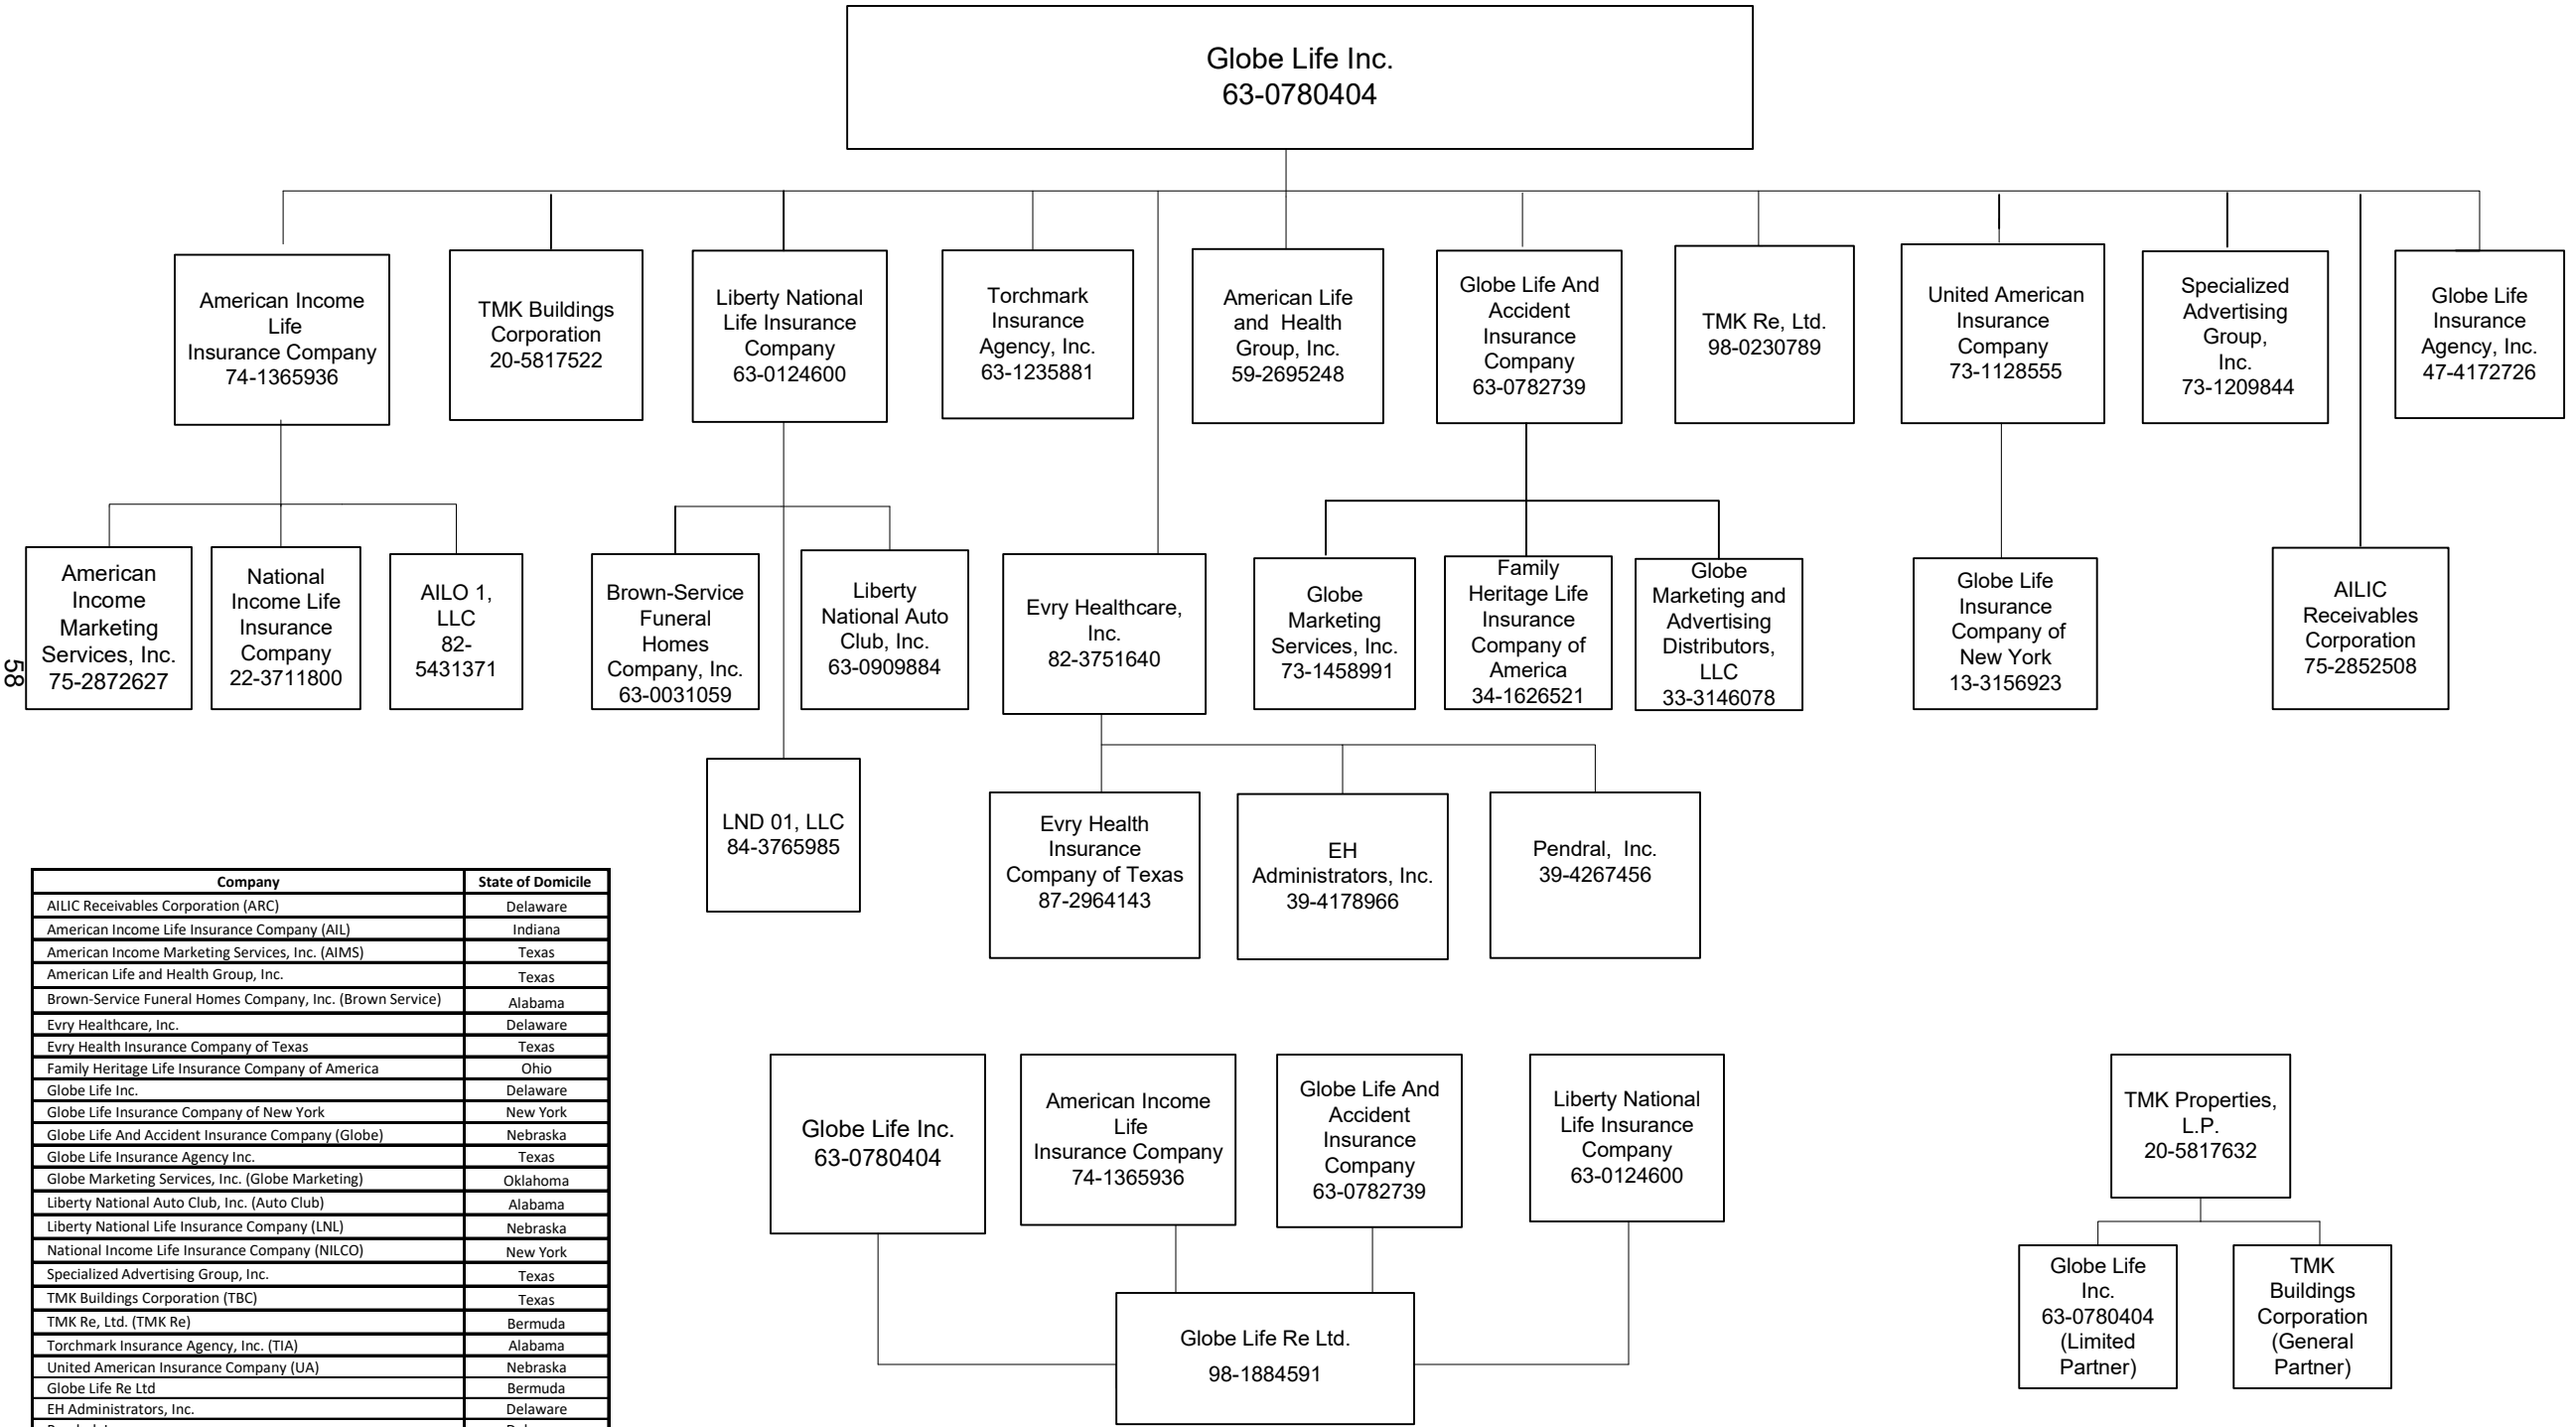 Globe Life Inc.
63-0780404
American Income
Life
Insurance Company
74-1365936
TMK Buildings
Corporation
20-5817522
Liberty National
Life Insurance
Company
63-0124600
Torchmark
Insurance
Agency, Inc.
63-1235881
American Life
and Health
Group, Inc.
59-2695248
Globe Life And
Accident
Insurance
Company
63-0782739
TMK Re, Ltd.
98-0230789
United American
Insurance
Company
73-1128555
Specialized
Advertising
Group,
Inc.
73-1209844
Globe Life
Insurance
Agency, Inc.
47-4172726
American
Income
Marketing
Services, Inc.
75-2872627
National
Income Life
Insurance
Company
22-3711800
AILO 1,
LLC
82-
5431371
Brown-Service
Funeral
Homes
Company, Inc.
63-0031059
Liberty
National Auto
Club, Inc.
63-0909884
Evry Healthcare,
Inc.
82-3751640
Globe
Marketing
Services, Inc.
73-1458991
Family
Heritage Life
Insurance
Company of
America
34-1626521
Globe
Marketing and
Advertising
Distributors,
LLC
33-3146078
Globe Life
Insurance
Company of
New York
13-3156923
AILIC
Receivables
Corporation
75-2852508
58
LND 01, LLC
84-3765985
Evry Health
Insurance
Company of Texas
87-2964143
EH
Administrators, Inc.
39-4178966
Pendral, Inc.
39-4267456
Company State of Domicile
AILIC Receivables Corporation (ARC) Delaware
American Income Life Insurance Company (AIL) Indiana
American Income Marketing Services, Inc. (AIMS) Texas
American Life and Health Group, Inc. Texas
Brown-Service Funeral Homes Company, Inc. (Brown Service) Alabama
Evry Healthcare, Inc. Delaware
Evry Health Insurance Company of Texas Texas
Family Heritage Life Insurance Company of America Ohio
Globe Life Inc. Delaware
Globe Life Insurance Company of New York New York
Globe Life And Accident Insurance Company (Globe) Nebraska
Globe Life Insurance Agency Inc. Texas
Globe Marketing Services, Inc. (Globe Marketing) Oklahoma
Liberty National Auto Club, Inc. (Auto Club) Alabama
Liberty National Life Insurance Company (LNL) Nebraska
National Income Life Insurance Company (NILCO) New York
Specialized Advertising Group, Inc. Texas
TMK Buildings Corporation (TBC) Texas
TMK Re, Ltd. (TMK Re) Bermuda
Torchmark Insurance Agency, Inc. (TIA) Alabama
United American Insurance Company (UA) Nebraska
Globe Life Re Ltd Bermuda
EH Administrators, Inc. Delaware
Globe Life Inc.
63-0780404
American Income
Life
Insurance Company
74-1365936
Globe Life And
Accident
Insurance
Company
63-0782739
Liberty National
Life Insurance
Company
63-0124600
Globe Life Re Ltd.
98-1884591
TMK Properties,
L.P.
20-5817632
Globe Life
Inc.
63-0780404
(Limited
Partner)
TMK
Buildings
Corporation
(General
Partner)